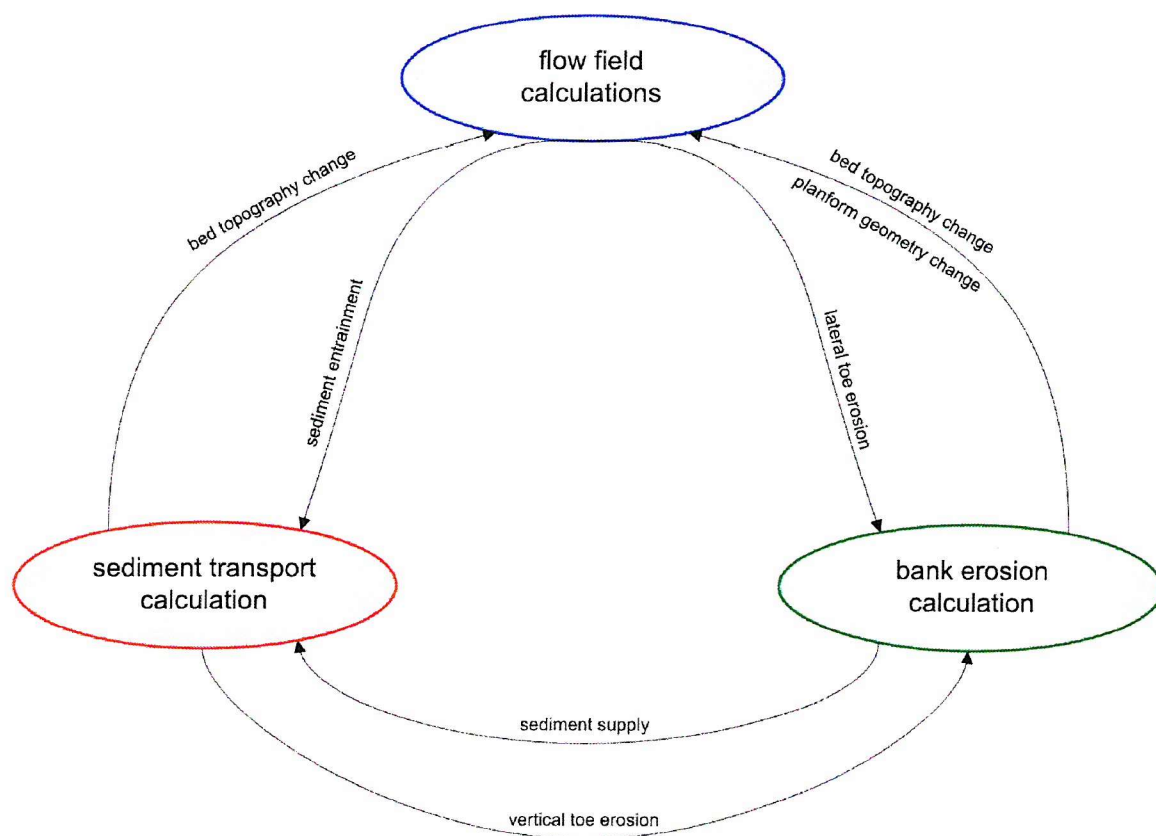 flow field
calculations
bed topography change
bed topography change
planform geometry change
sediment entrainment
lateral toe erosion
sediment transport
calculation
bank erosion
calculation
sediment supply
vertical toe erosion